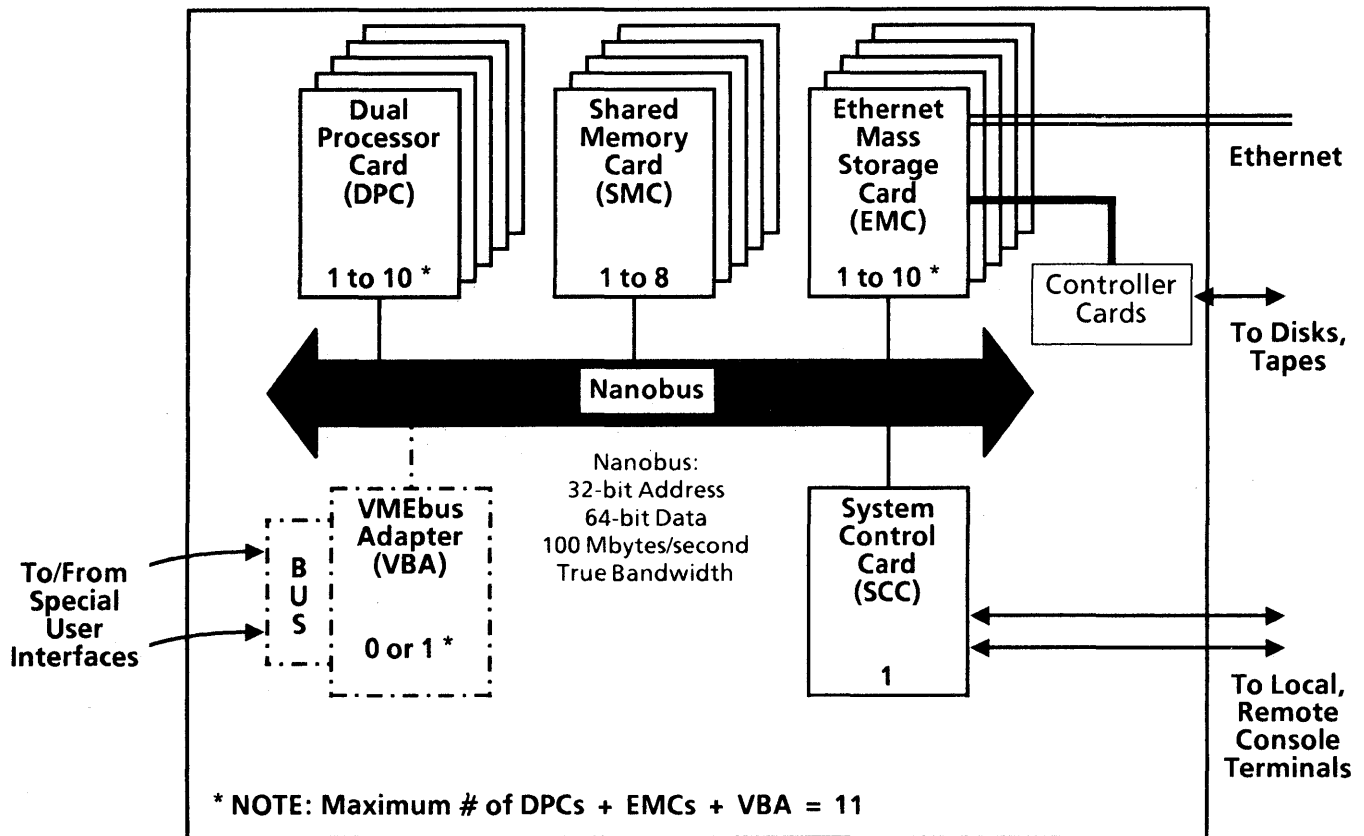 Dual
Processor
Card
(DPC)
1 to 10 *
Shared
Memory
Card
(SMC)
1 to 8
Ethernet
Mass
Storage
Card
(EMC)
1 to 10 *
Ethernet
Controller
Cards
To Disks,
Tapes
Nanobus
Nanobus:
32-bit Address
64-bit Data
100 Mbytes/second
True Bandwidth
To/From
Special
User
Interfaces
B
U
S
VMEbus
Adapter
(VBA)
0 or 1 *
System
Control
Card
(SCC)
1
To Local,
Remote
Console
Terminals
* NOTE: Maximum # of DPCs + EMCs + VBA = 11